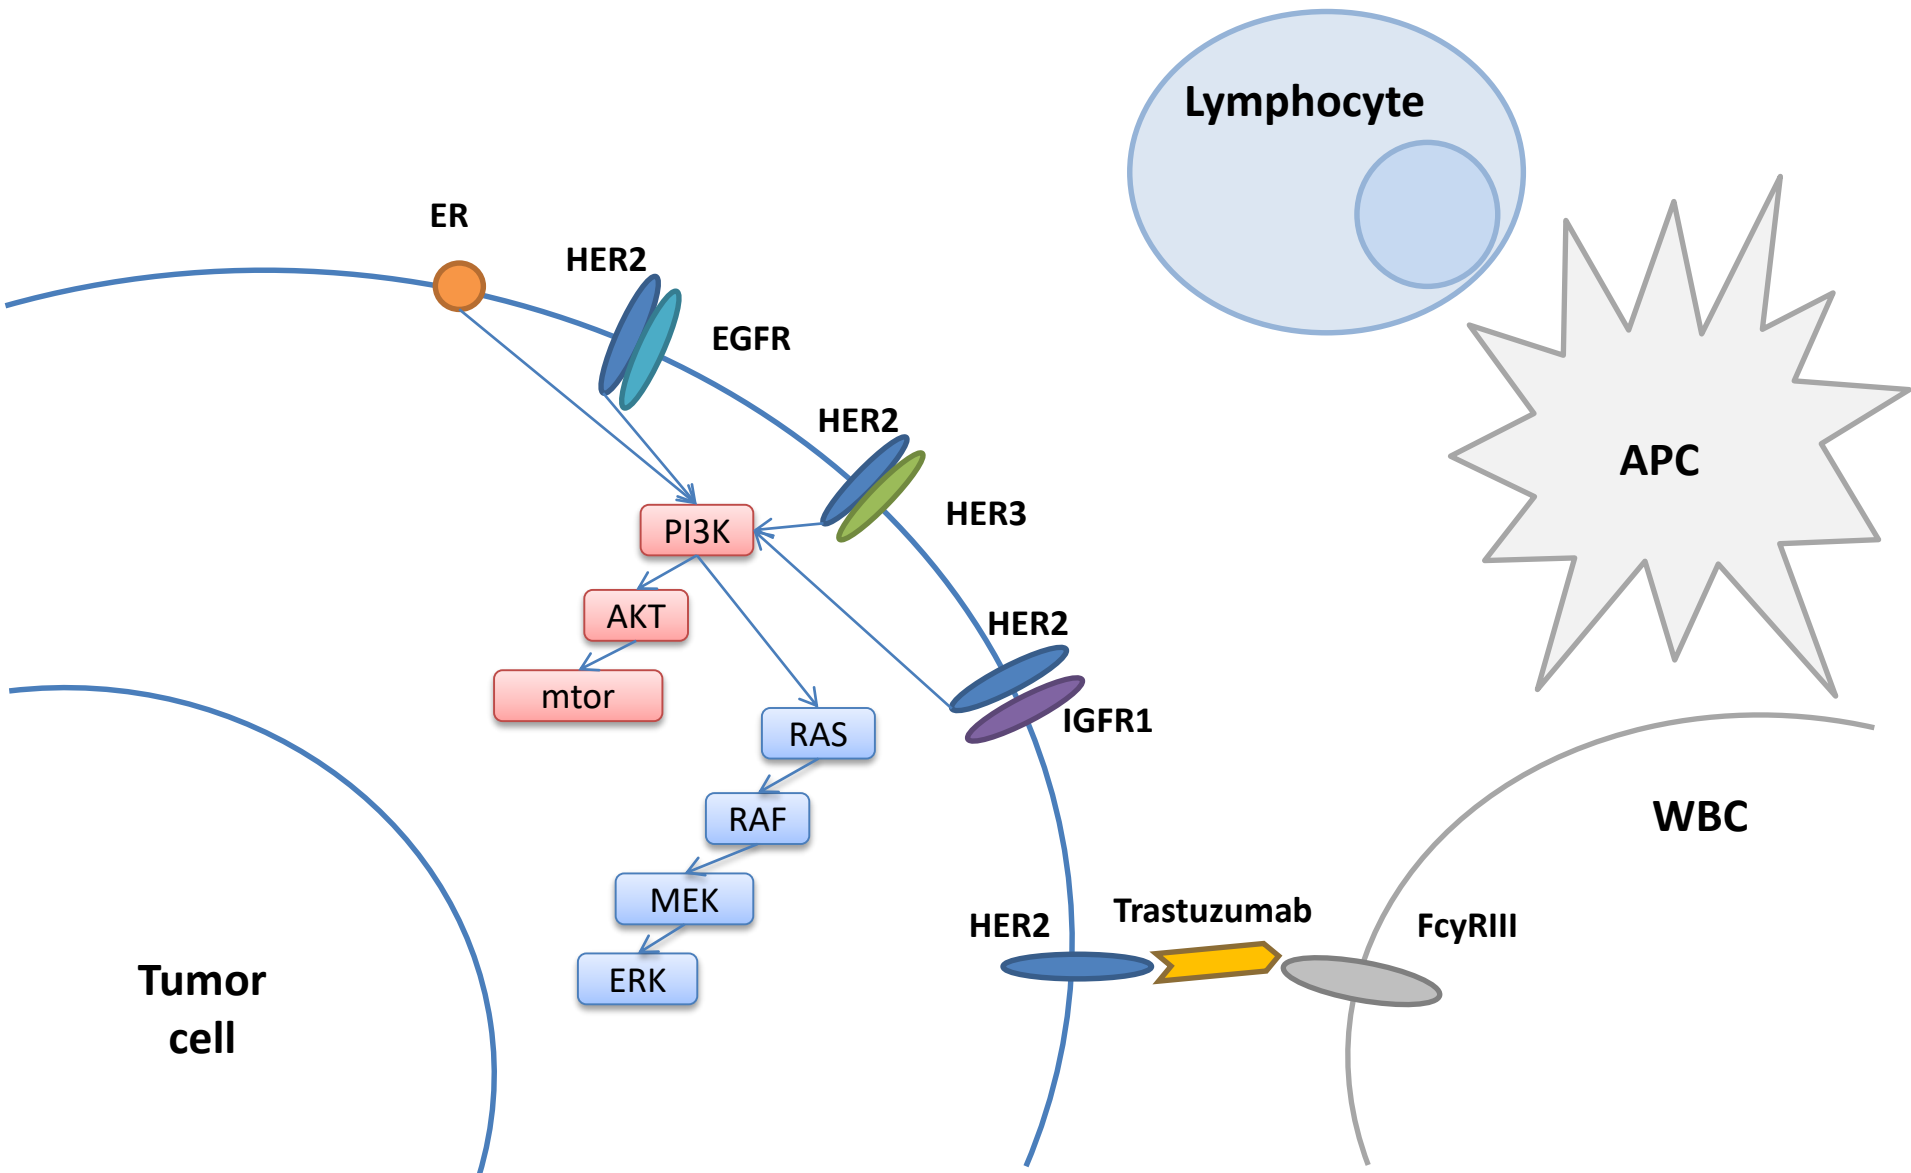 Lymphocyte
ER
HER2
EGFR
HER2
APC
HER3
PI3K
AKT
HER2
mtor
IGFR1
RAS
RAF
WBC
MEK
Trastuzumab
HER2
FcyRIII
ERK
Tumor
cell